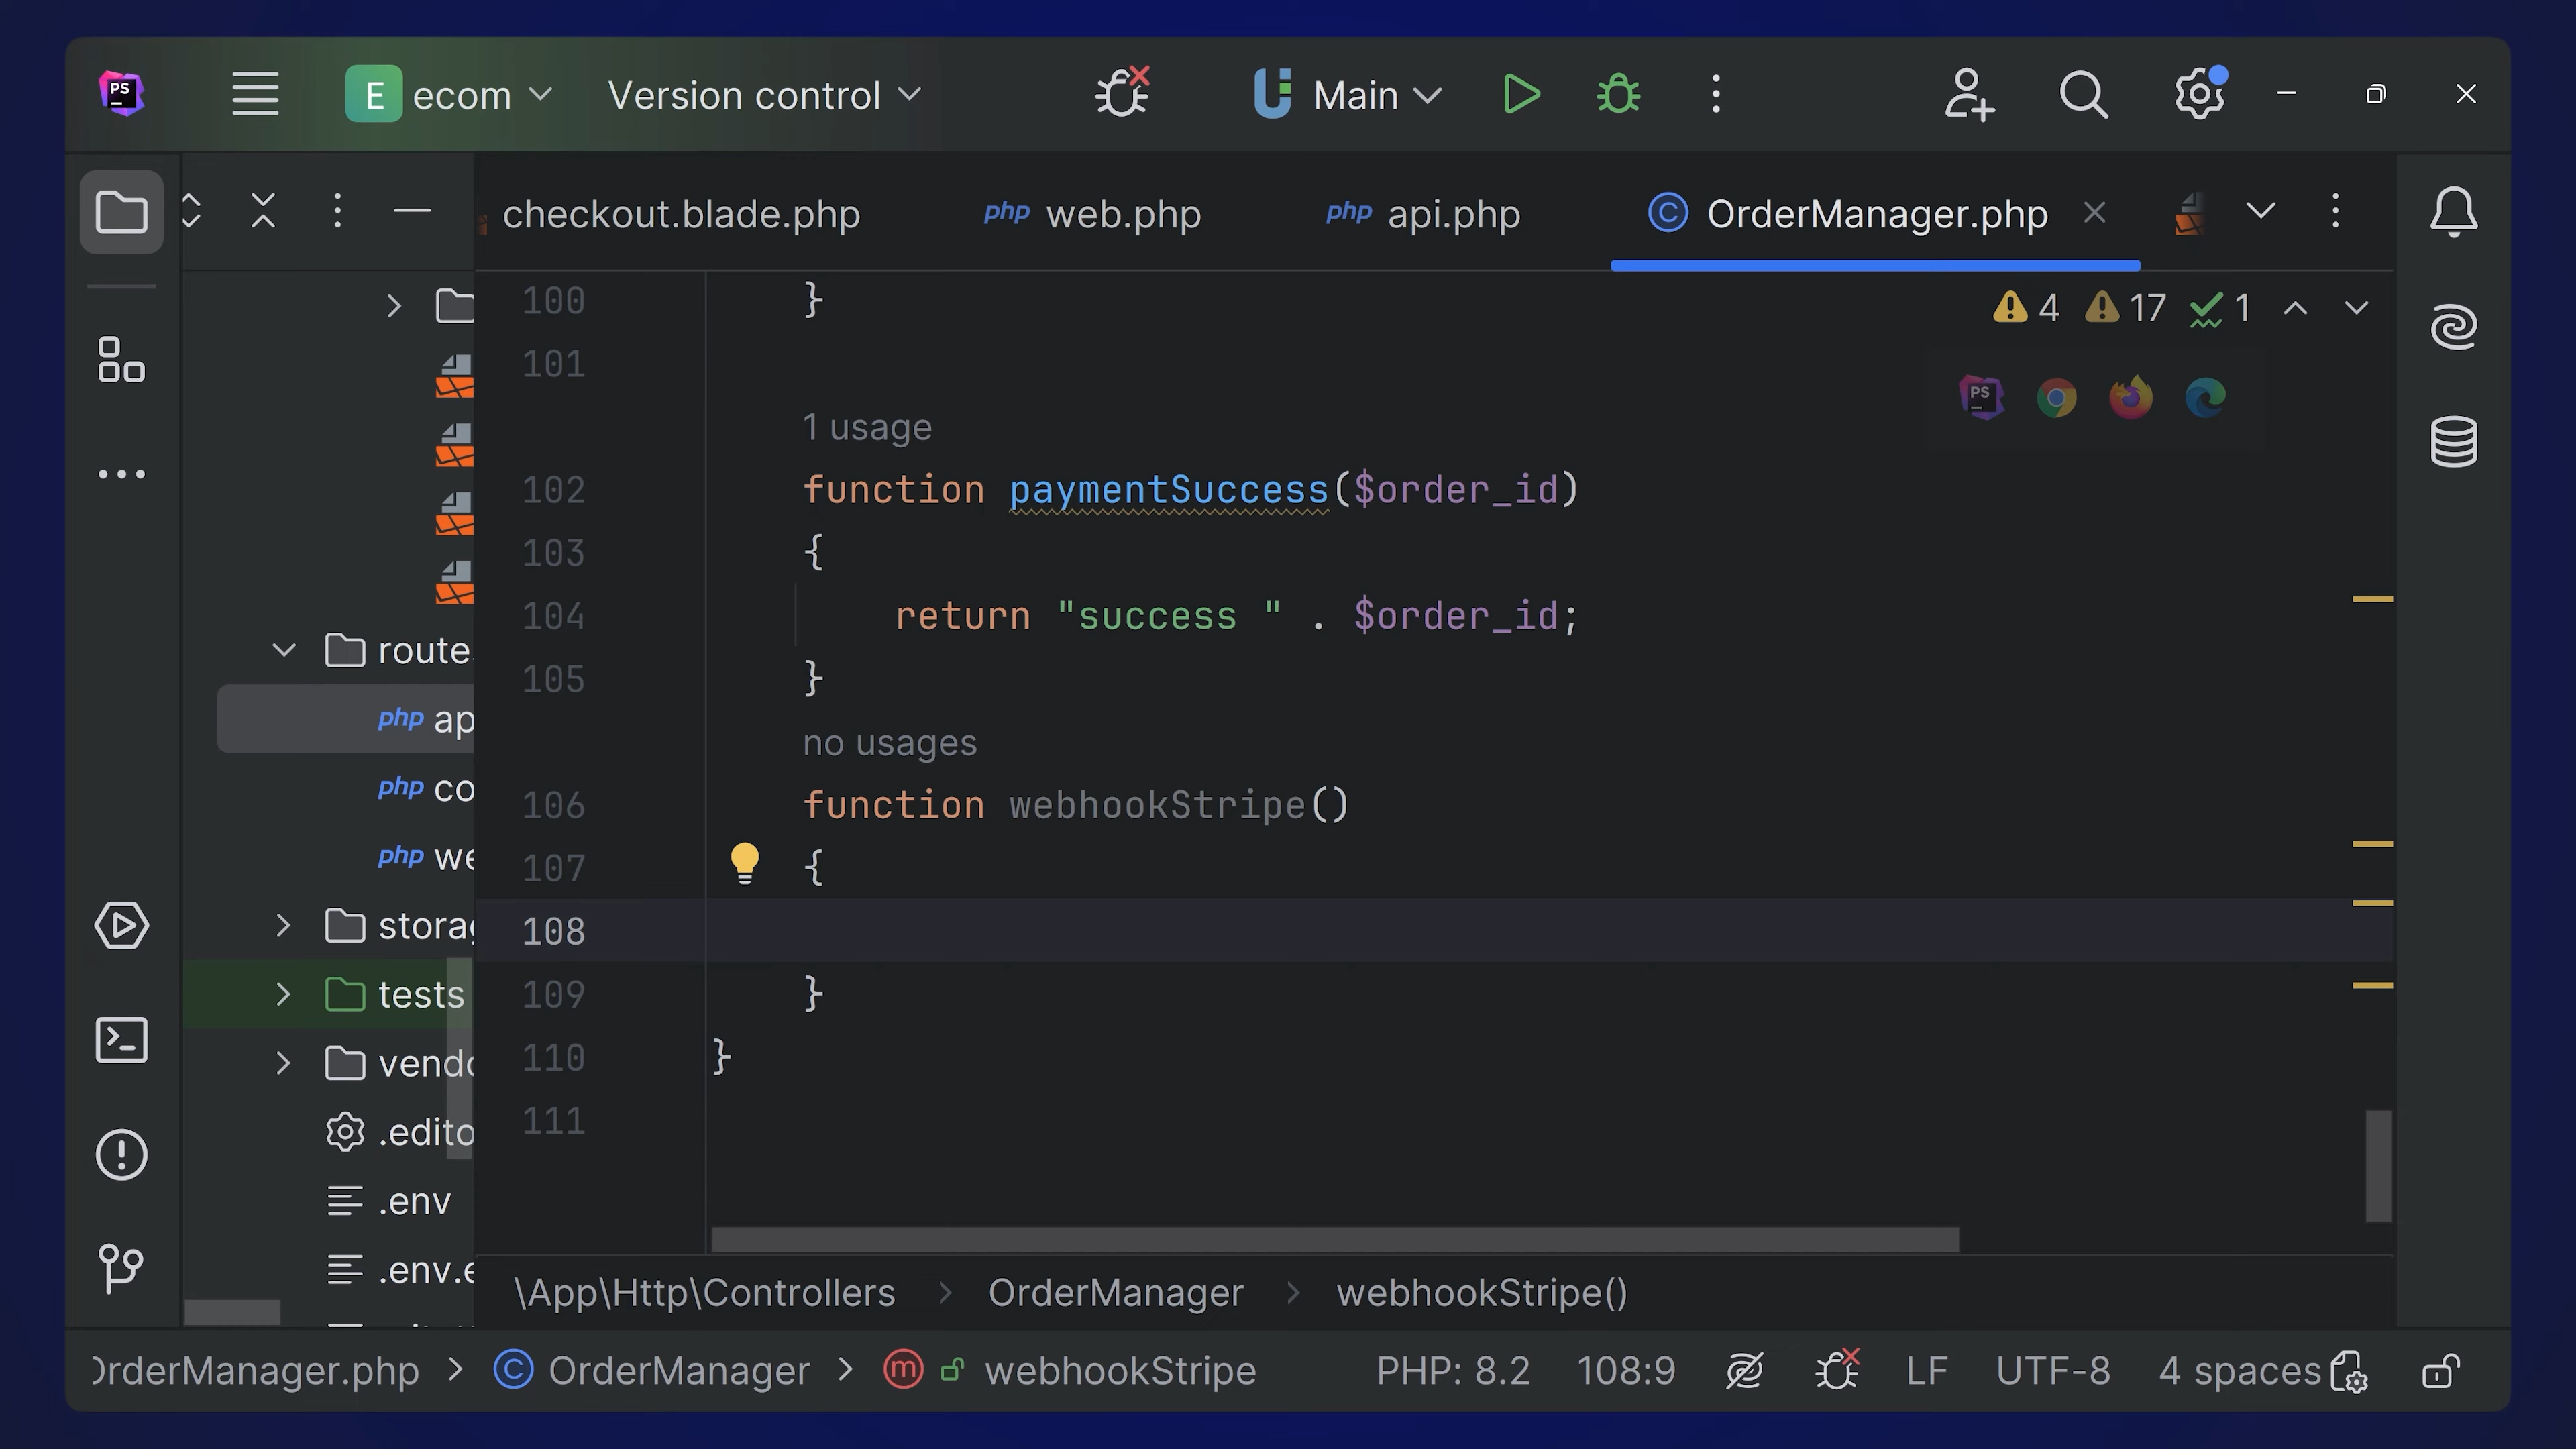 PS
E ecom Version control Main
checkout.blade.php php web.php php api.php C OrderManager.php
100 }
4 17 1
101
PS
1 usage
102 function paymentSuccess($order_id)
103 {
104 return "success " . $order_id;
105 }
no usages
106 function webhookStripe()
107 {
108
109 }
110 }
111
route
php ap
php co
php we
storag
tests
vendo
.edito
.env
.env.e
\App\Http\Controllers > OrderManager > webhookStripe()
OrderManager.php > C OrderManager > m webhookStripe PHP: 8.2 108:9 LF UTF-8 4 spaces